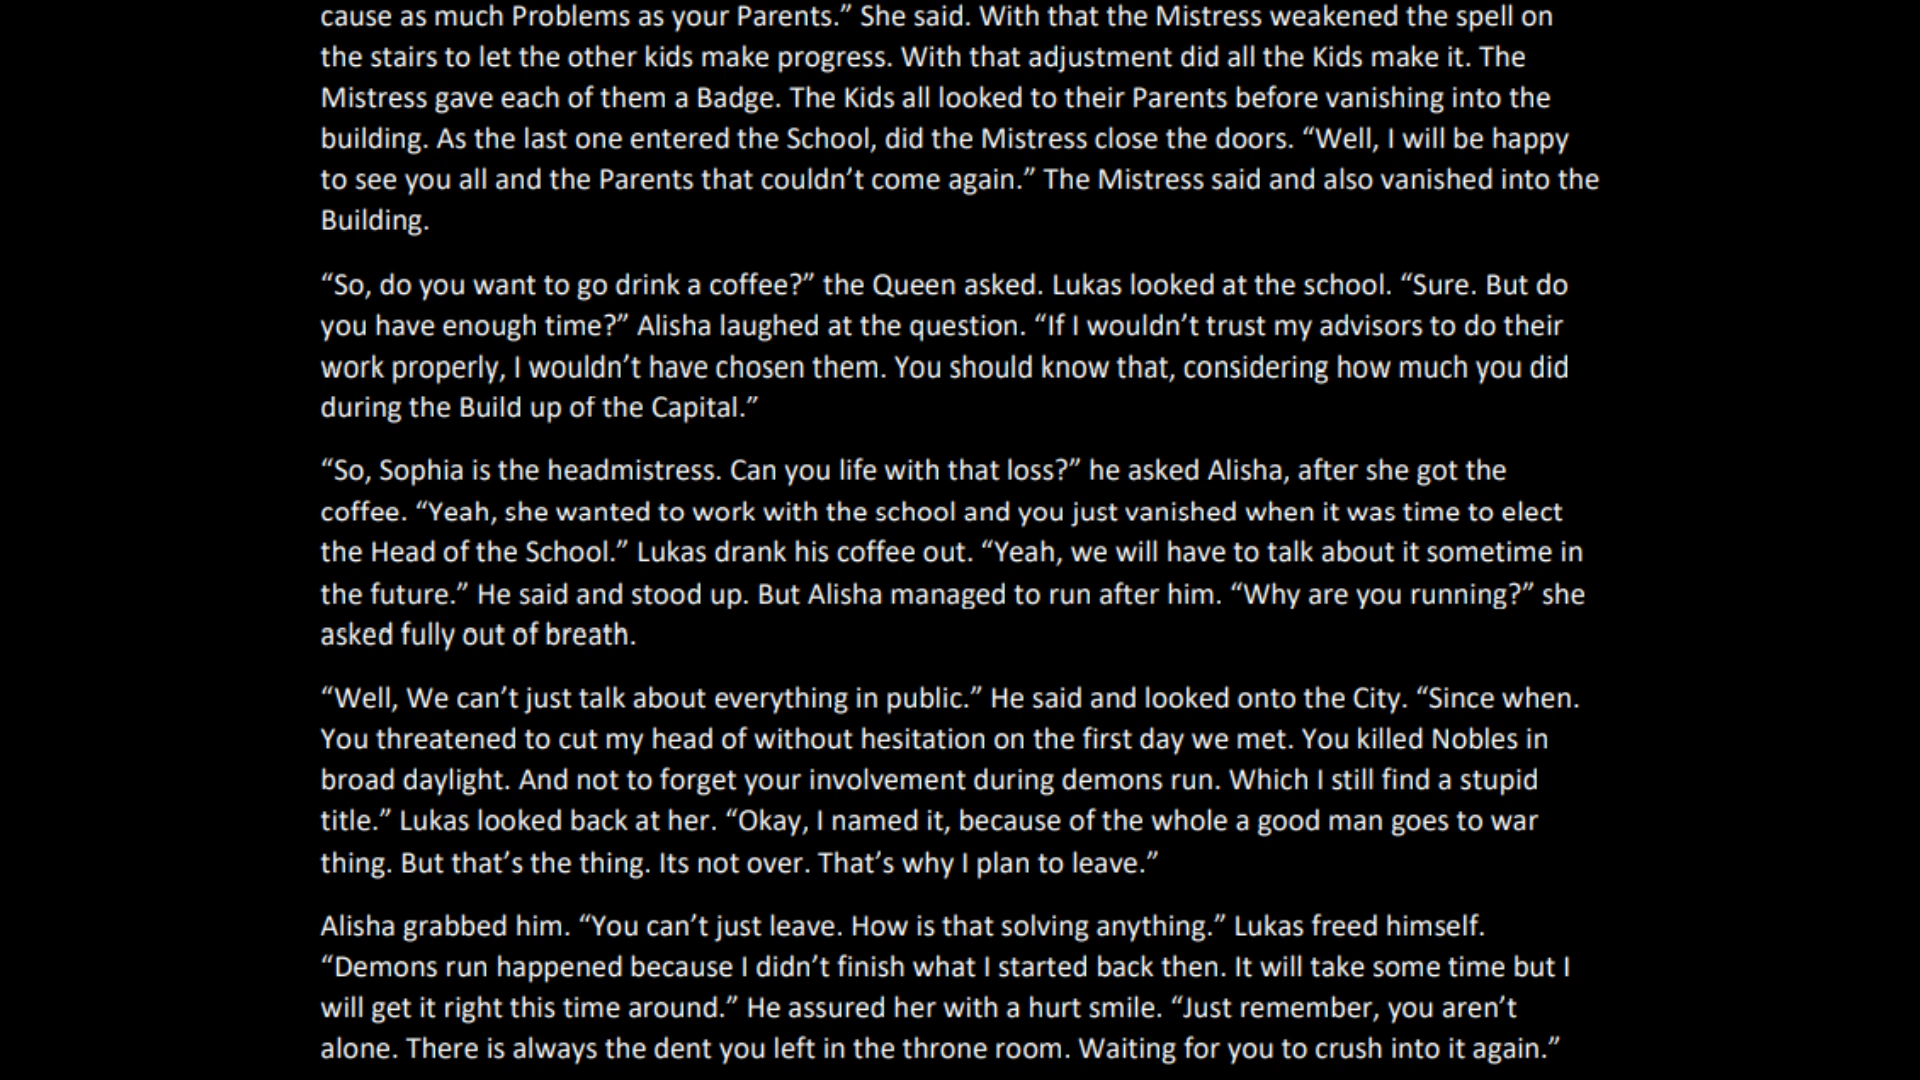 cause as much Problems as your Parents.” She said. With that the Mistress weakened the spell on
the stairs to let the other kids make progress. With that adjustment did all the Kids make it. The
Mistress gave each of them a Badge. The Kids all looked to their Parents before vanishing into the
building. As the last one entered the School, did the Mistress close the doors. “Well, I will be happy
to see you all and the Parents that couldn’t come again.” The Mistress said and also vanished into the
Building.
“So, do you want to go drink a coffee?” the Queen asked. Lukas looked at the school. “Sure. But do
you have enough time?” Alisha laughed at the question. “If I wouldn’t trust my advisors to do their
work properly, I wouldn’t have chosen them. You should know that, considering how much you did
during the Build up of the Capital.”
“So, Sophia is the headmistress. Can you life with that loss?” he asked Alisha, after she got the
coffee. “Yeah, she wanted to work with the school and you just vanished when it was time to elect
the Head of the School.” Lukas drank his coffee out. “Yeah, we will have to talk about it sometime in
the future.” He said and stood up. But Alisha managed to run after him. “Why are you running?” she
asked fully out of breath.
“Well, We can’t just talk about everything in public.” He said and looked onto the City. “Since when.
You threatened to cut my head of without hesitation on the first day we met. You killed Nobles in
broad daylight. And not to forget your involvement during demons run. Which I still find a stupid
title.” Lukas looked back at her. “Okay, I named it, because of the whole a good man goes to war
thing. But that’s the thing. Its not over. That’s why I plan to leave.”
Alisha grabbed him. “You can’t just leave. How is that solving anything.” Lukas freed himself.
“Demons run happened because I didn’t finish what I started back then. It will take some time but I
will get it right this time around.” He assured her with a hurt smile. “Just remember, you aren’t
alone. There is always the dent you left in the throne room. Waiting for you to crush into it again.”